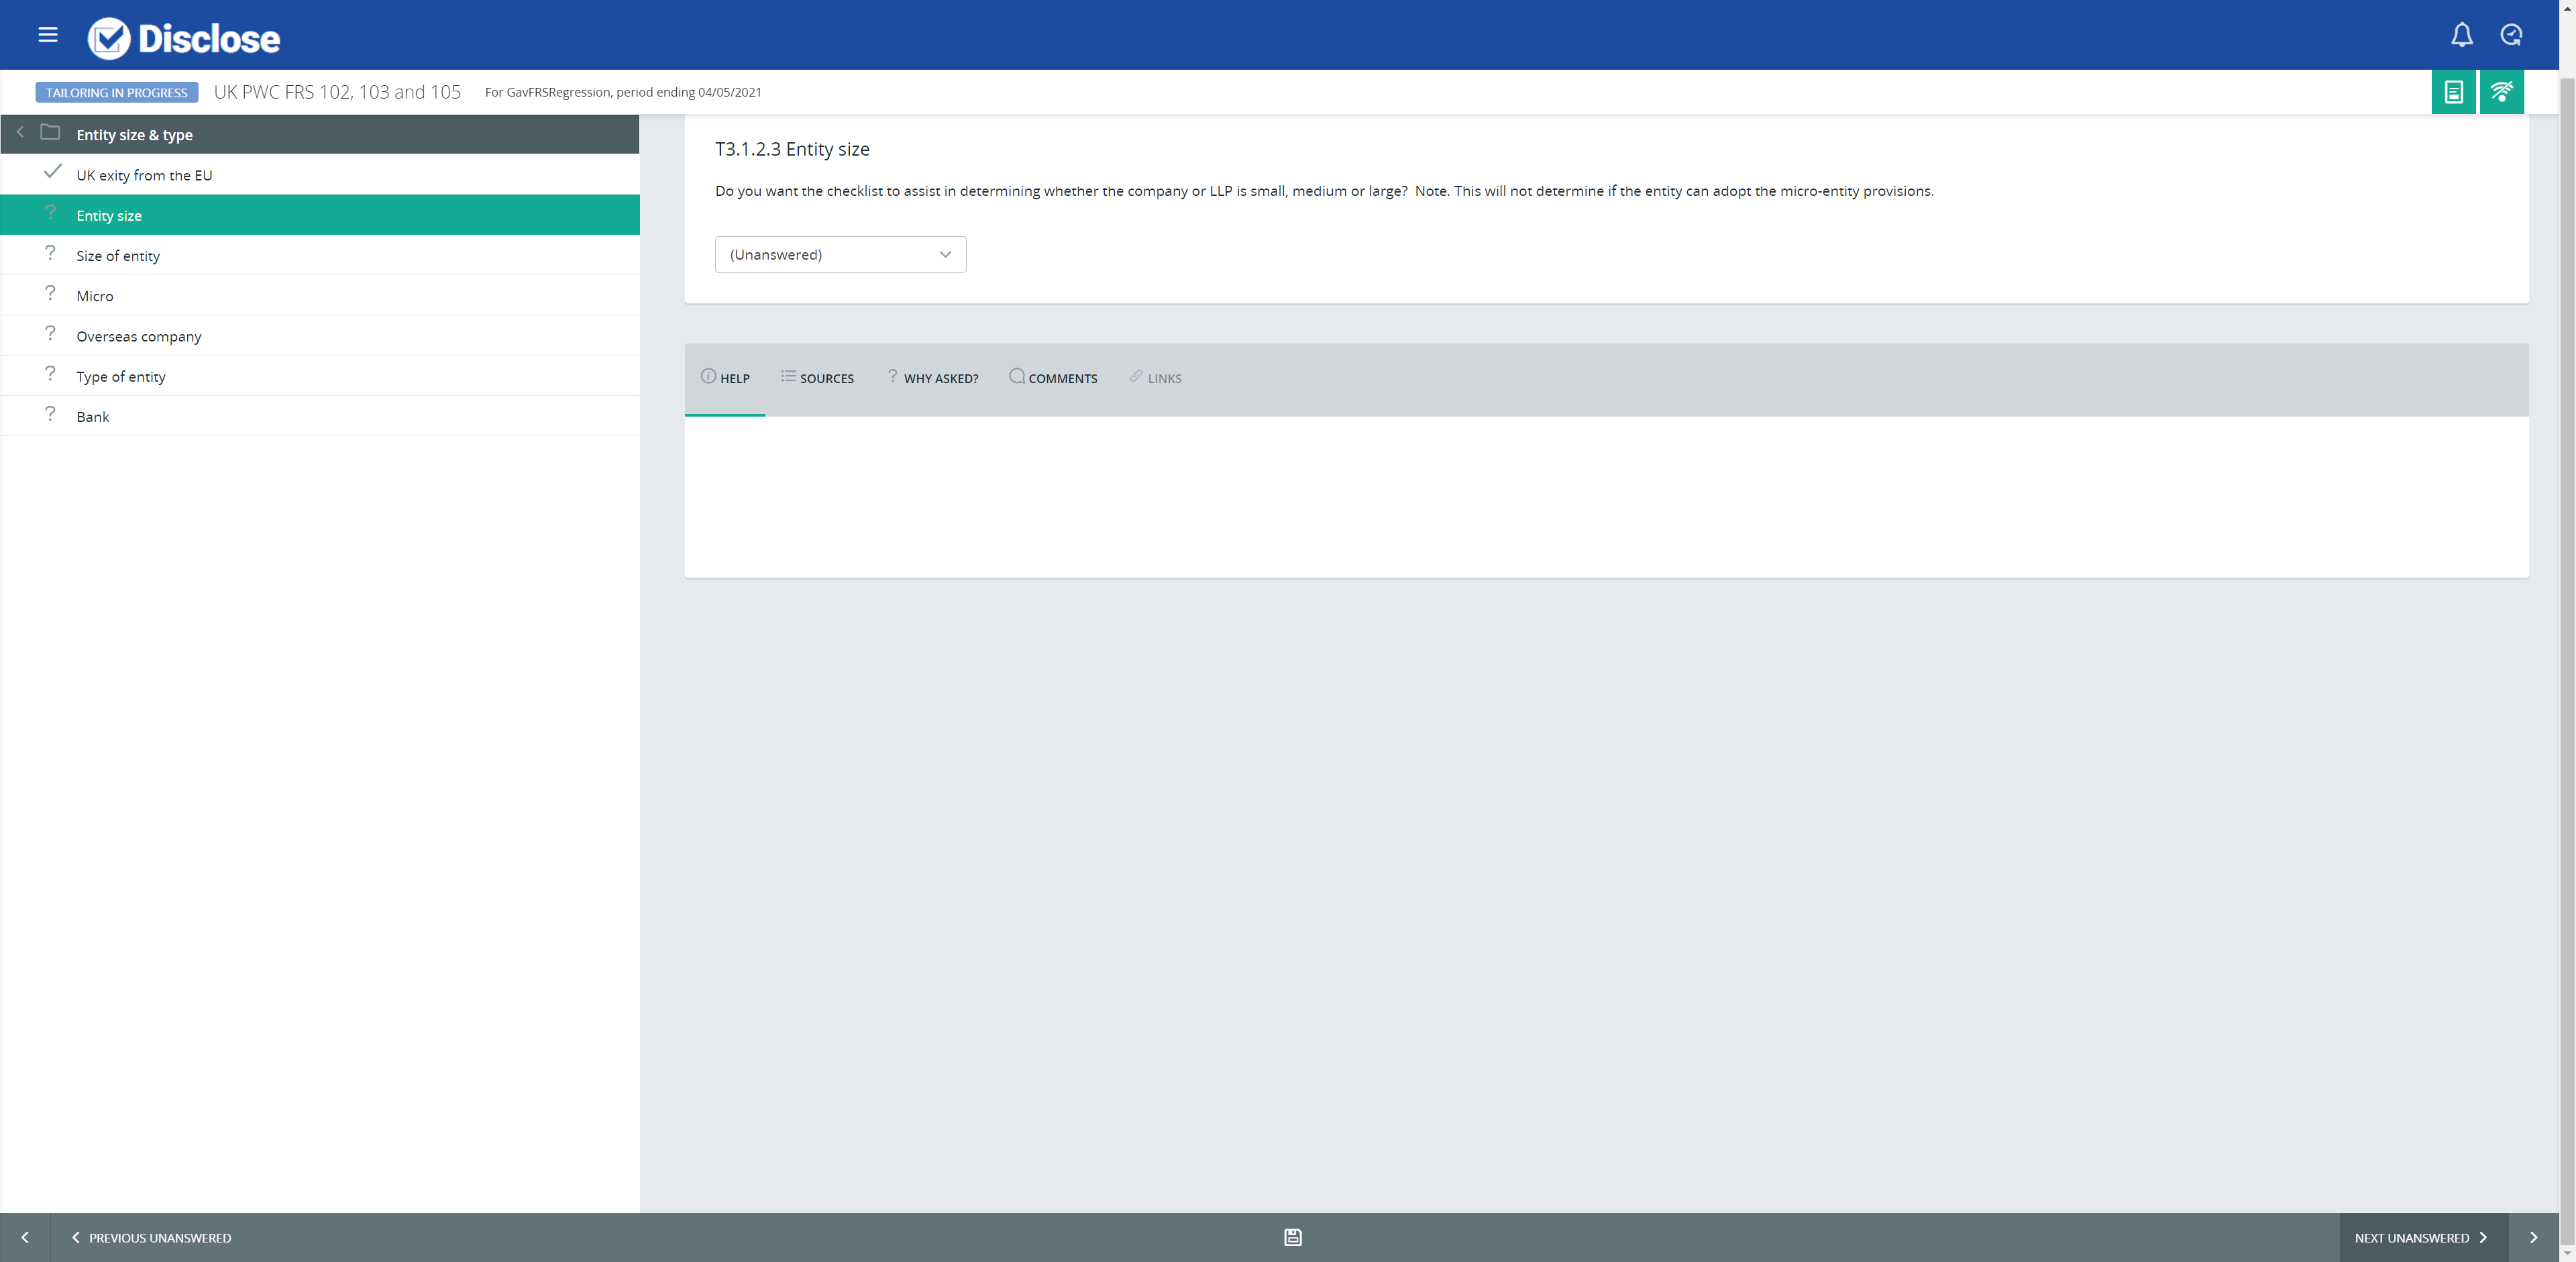 Disclose
TAILORING IN PROGRESS UK PWC FRS 102, 103 and 105 For GavFRSRegression, period ending 04/05/2021
Entity size & type
UK exity from the EU
Entity size
Size of entity
Micro
Overseas company
Type of entity
Bank
T3.1.2.3 Entity size
Do you want the checklist to assist in determining whether the company or LLP is small, medium or large? Note. This will not determine if the entity can adopt the micro-entity provisions.
(Unanswered)
HELP SOURCES WHY ASKED? COMMENTS LINKS
PREVIOUS UNANSWERED NEXT UNANSWERED